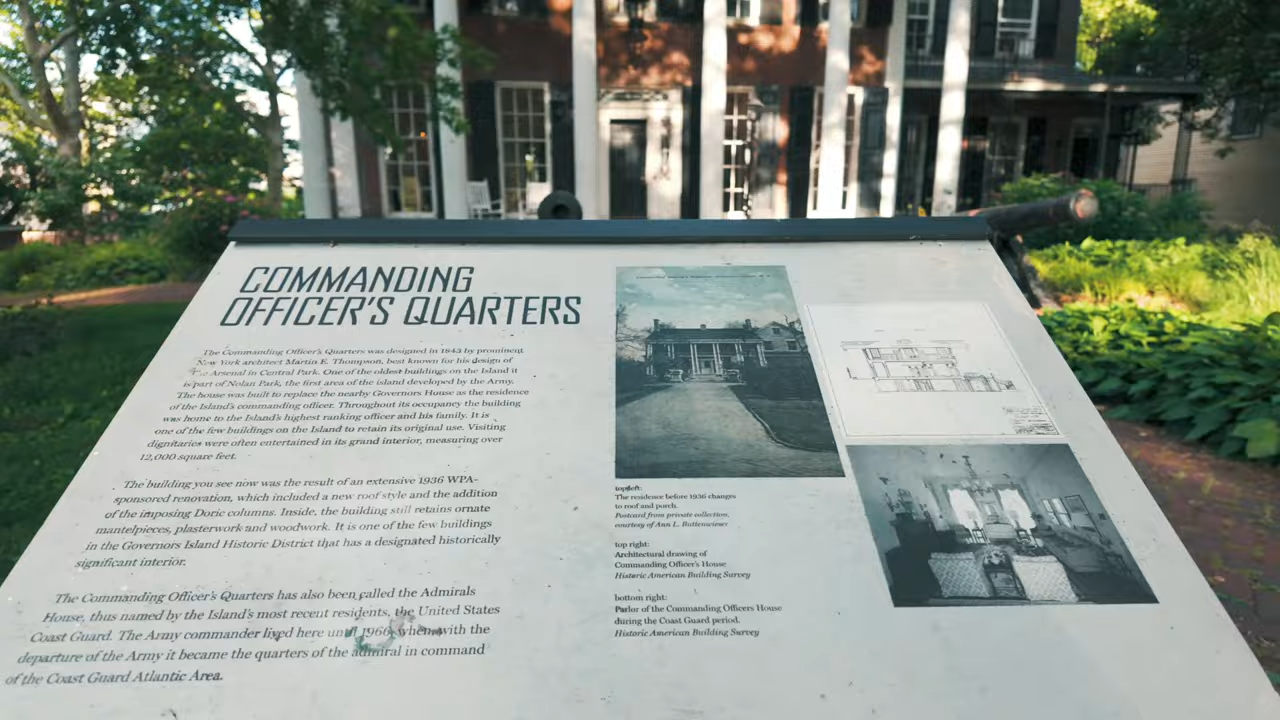 COMMANDING
OFFICER'S QUARTERS
The Commanding Officer's Quarters was designed in 1843 by prominent
New York architect Martin E. Thompson, best known for his design of
The Arsenal in Central Park. One of the oldest buildings on the Island it
is part of Nolan Park, the first area of the island developed by the Army.
The house was built to replace the nearby Governors House as the residence
of the Island's commanding officer. Throughout its occupancy the building
was home to the Island's highest ranking officer and his family. It is
one of the few buildings on the Island to retain its original use. Visiting
dignitaries were often entertained in its grand interior, measuring over
12,000 square feet.
The building you see now was the result of an extensive 1936 WPA-
sponsored renovation, which included a new roof style and the addition
of the imposing Doric columns. Inside, the building still retains ornate
mantelpieces, plasterwork and woodwork. It is one of the few buildings
in the Governors Island Historic District that has a designated historically
significant interior.
The Commanding Officer's Quarters has also been called the Admirals
House, thus named by the Island's most recent residents, the United States
Coast Guard. The Army commander lived here until 1966, when with the
departure of the Army it became the quarters of the admiral in command
of the Coast Guard Atlantic Area.
top left:
The residence before 1936 changes
to roof and porch.
Postcard from private collection,
courtesy of Ann L. Buttenwieser
top right:
Architectural drawing of
Commanding Officer's House
Historic American Building Survey
bottom right:
Parlor of the Commanding Officers House
during the Coast Guard period.
Historic American Building Survey